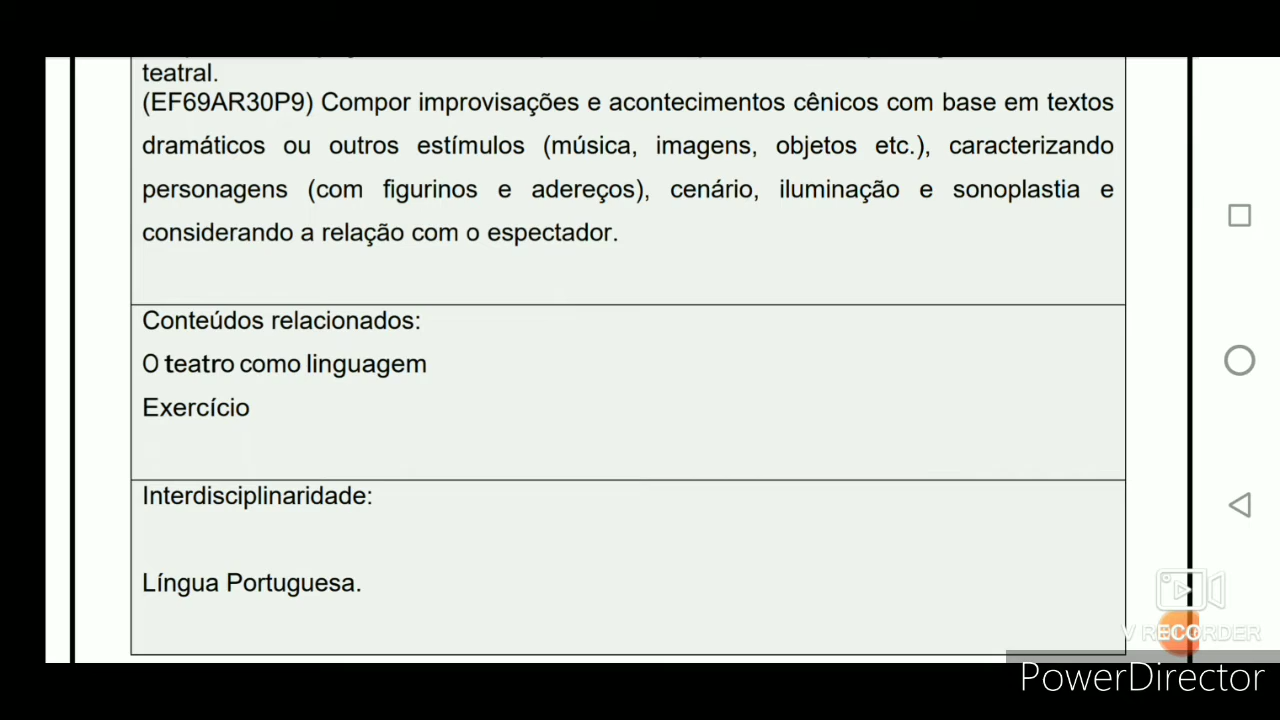 teatral.
(EF69AR30P9) Compor improvisações e acontecimentos cênicos com base em textos
dramáticos ou outros estímulos (música, imagens, objetos etc.), caracterizando
personagens (com figurinos e adereços), cenário, iluminação e sonoplastia e
considerando a relação com o espectador.
Conteúdos relacionados:
O teatro como linguagem
Exercício
Interdisciplinaridade:
Língua Portuguesa.
V RECORDER
PowerDirector